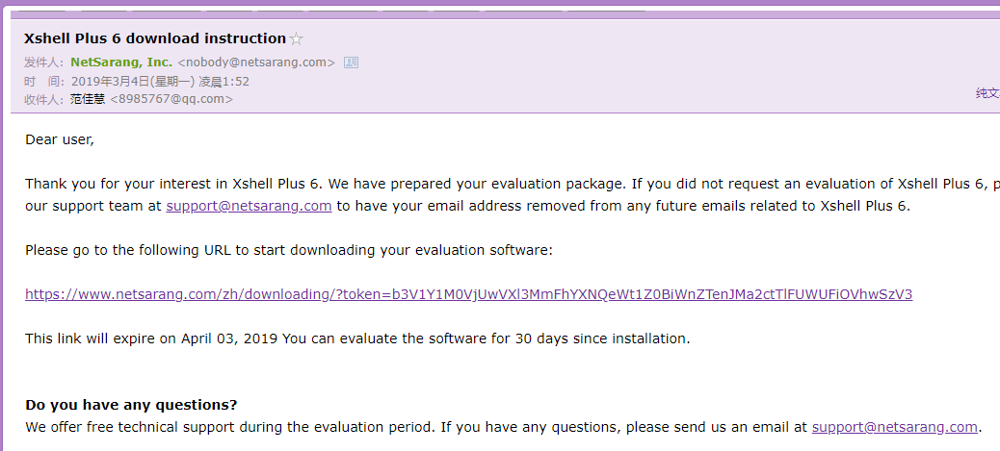 Xshell Plus 6 download instruction☆
发件人：NetSarang, Inc. <nobody@netsarang.com>
时 间：2019年3月4日(星期一) 凌晨1:52
收件人：范佳慧 <8985767@qq.com>
纯文
Dear user,
Thank you for your interest in Xshell Plus 6. We have prepared your evaluation package. If you did not request an evaluation of Xshell Plus 6, p
our support team at support@netsarang.com to have your email address removed from any future emails related to Xshell Plus 6.
Please go to the following URL to start downloading your evaluation software:
https://www.netsarang.com/zh/downloading/?token=b3V1Y1M0VjUwVXl3MmFhYXNQeWt1Z0BiWnZTenJMa2ctTlFUWUFiOVhwSzV3
This link will expire on April 03, 2019 You can evaluate the software for 30 days since installation.
Do you have any questions?
We offer free technical support during the evaluation period. If you have any questions, please send us an email at support@netsarang.com.